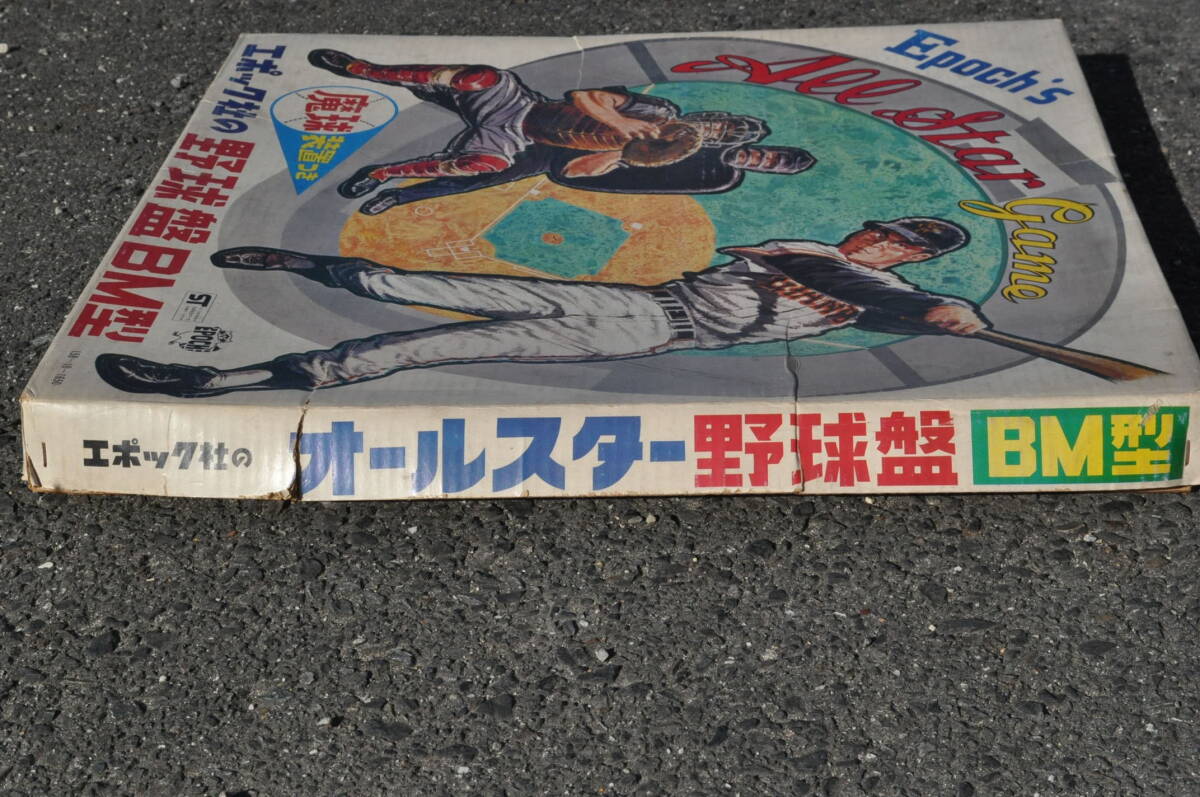 Epoch's
All Star
Game
エポック社の
野球盤BM型
魔球
装置つき
ST
EPOCH
エポック社の
オールスター野球盤
BM型